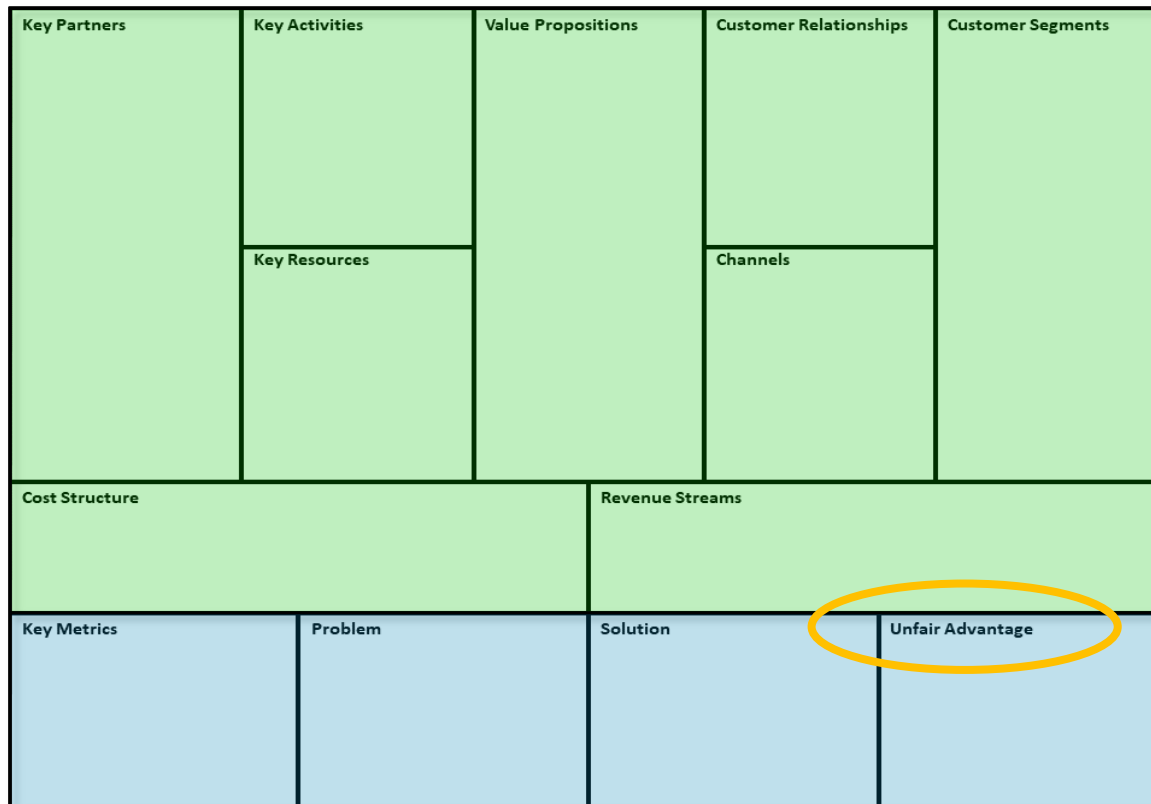 Key Partners
Key Activities
Value Propositions
Customer Relationships
Customer Segments
Key Resources
Channels
Cost Structure
Revenue Streams
Key Metrics
Problem
Solution
Unfair Advantage